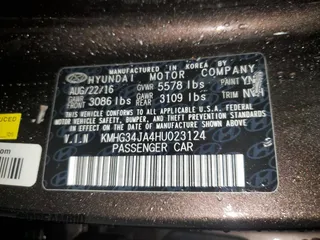 MANUFACTURED IN KOREA BY
HYUNDAI MOTOR COMPANY
AUG/22/16 GVWR 5578 lbs PAINT
GAWR FRONT 3086 lbs GAWR REAR 3109 lbs TRIM
THIS VEHICLE CONFORMS TO ALL APPLICABLE U.S. FEDERAL
MOTOR VEHICLE SAFETY, BUMPER, AND THEFT
PREVENTION STANDARDS IN EFFECT ON THE DATE OF
MANUFACTURE SHOWN ABOVE.
V.I.N KMHG34JA4HU023124
PASSENGER CAR